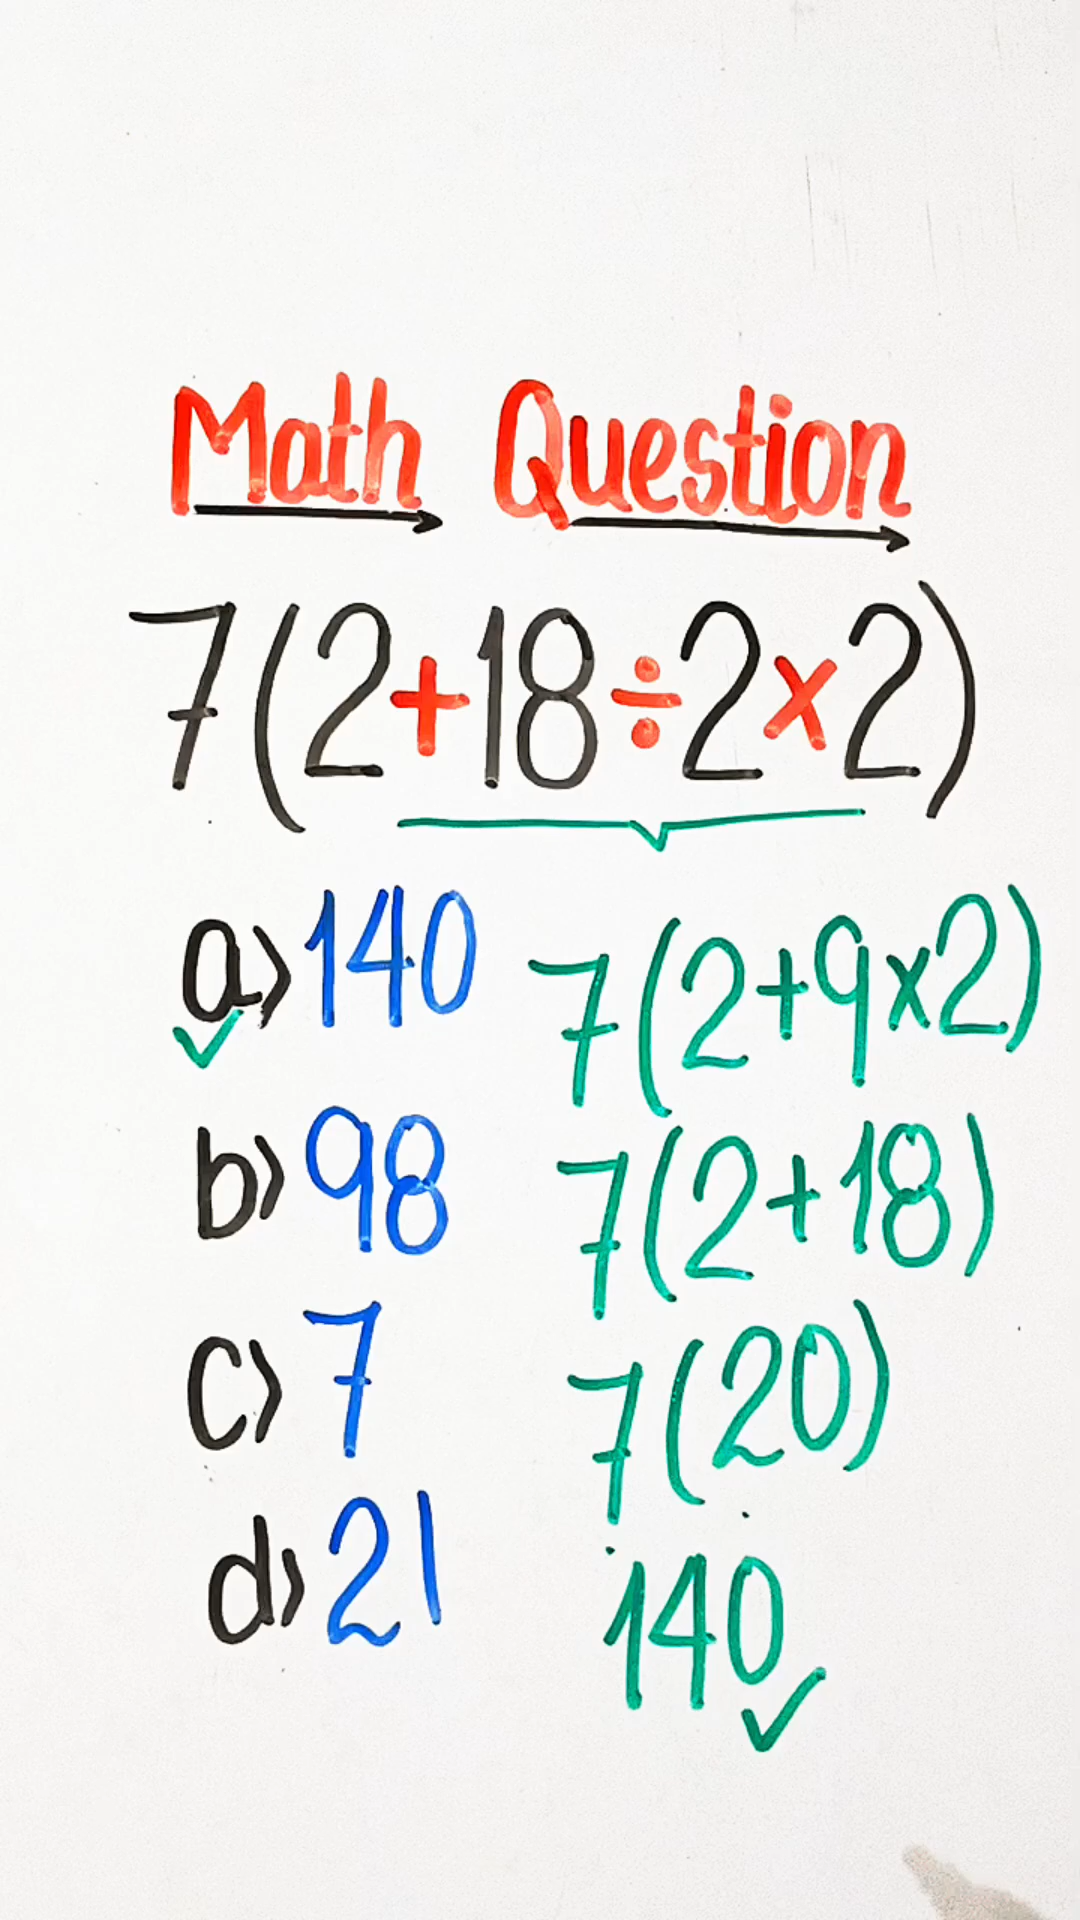 Math Question
7(2+18÷2×2)
a) 140
7(2+9×2)
b) 98
7(2+18)
c) 7
7(20)
d) 21
140